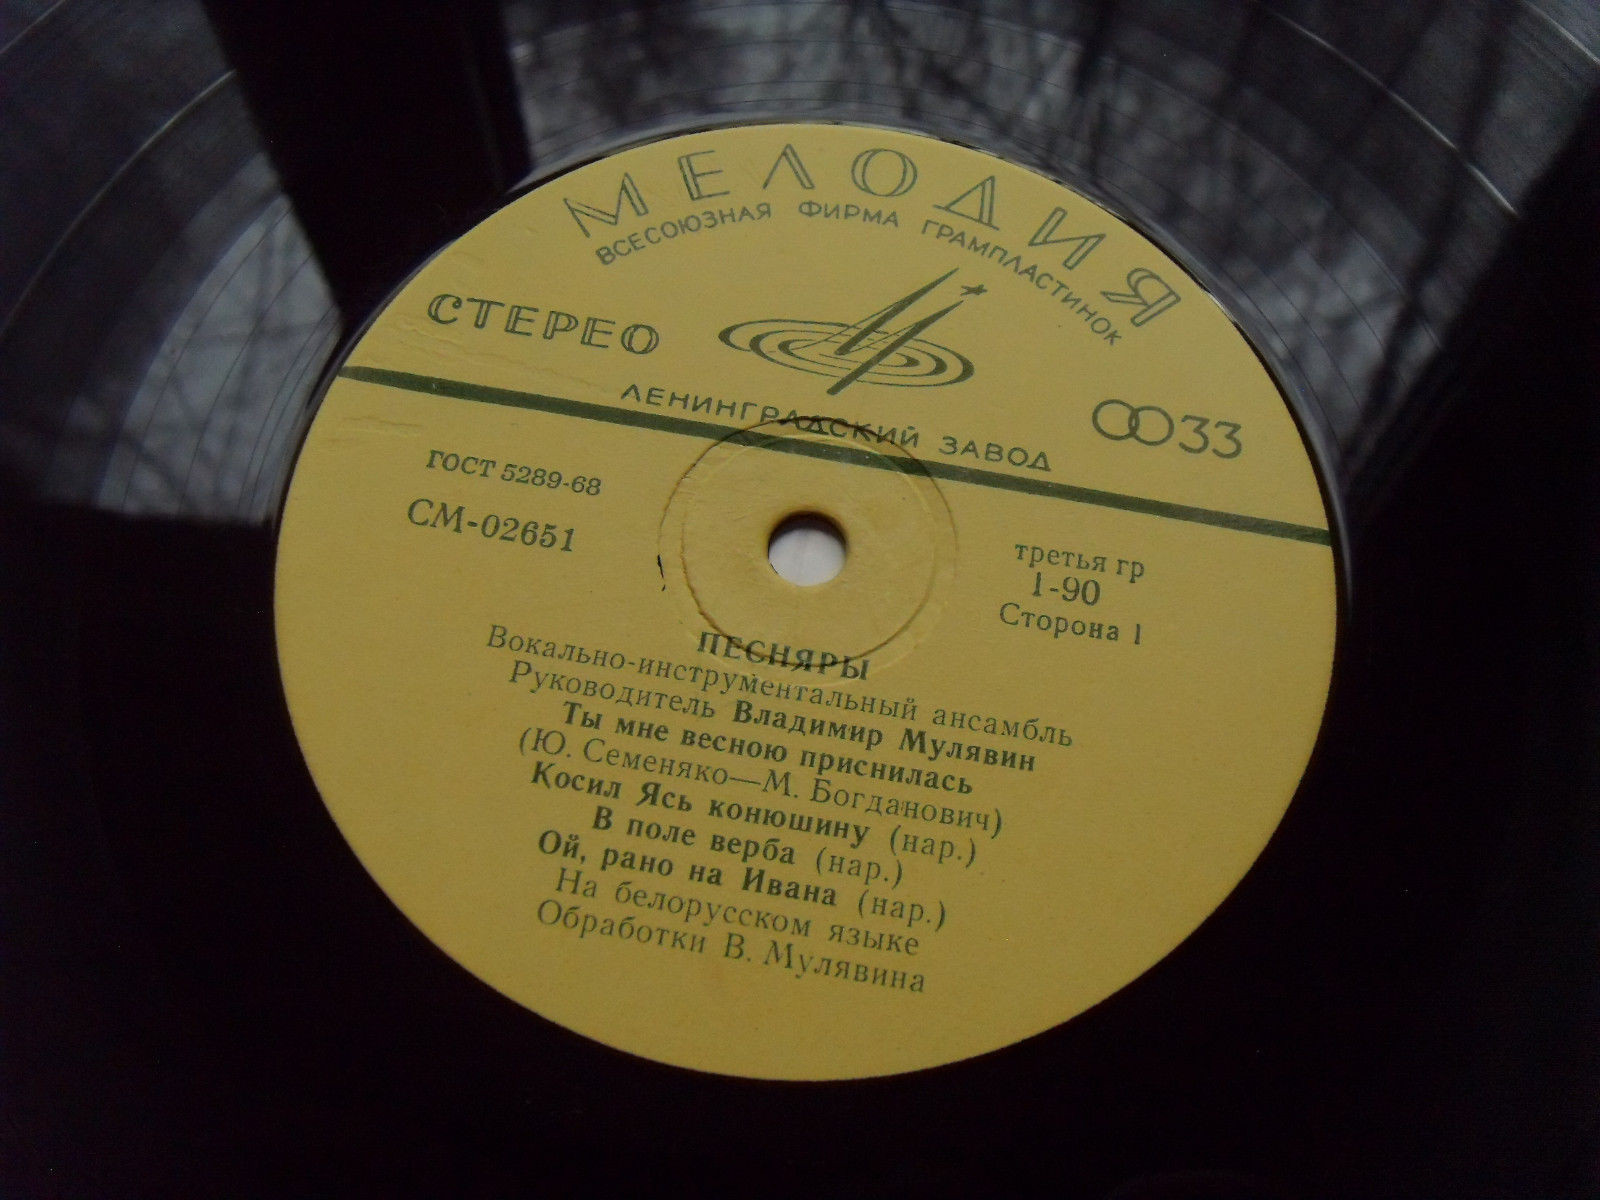 МЕЛОДИЯ
ВСЕСОЮЗНАЯ ФИРМА ГРАМПЛАСТИНОК
СТЕРЕО
33
ЛЕНИНГРАДСКИЙ ЗАВОД
ГОСТ 5289-68
СМ-02651
третья гр
1-90
Сторона 1
ПЕСНЯРЫ
Вокально-инструментальный ансамбль
Руководитель Владимир Мулявин
Ты мне весною приснилась
(Ю. Семеняко—М. Богданович)
Косил Ясь конюшину (нар.)
В поле верба (нар.)
Ой, рано на Ивана (нар.)
На белорусском языке
Обработки В. Мулявина